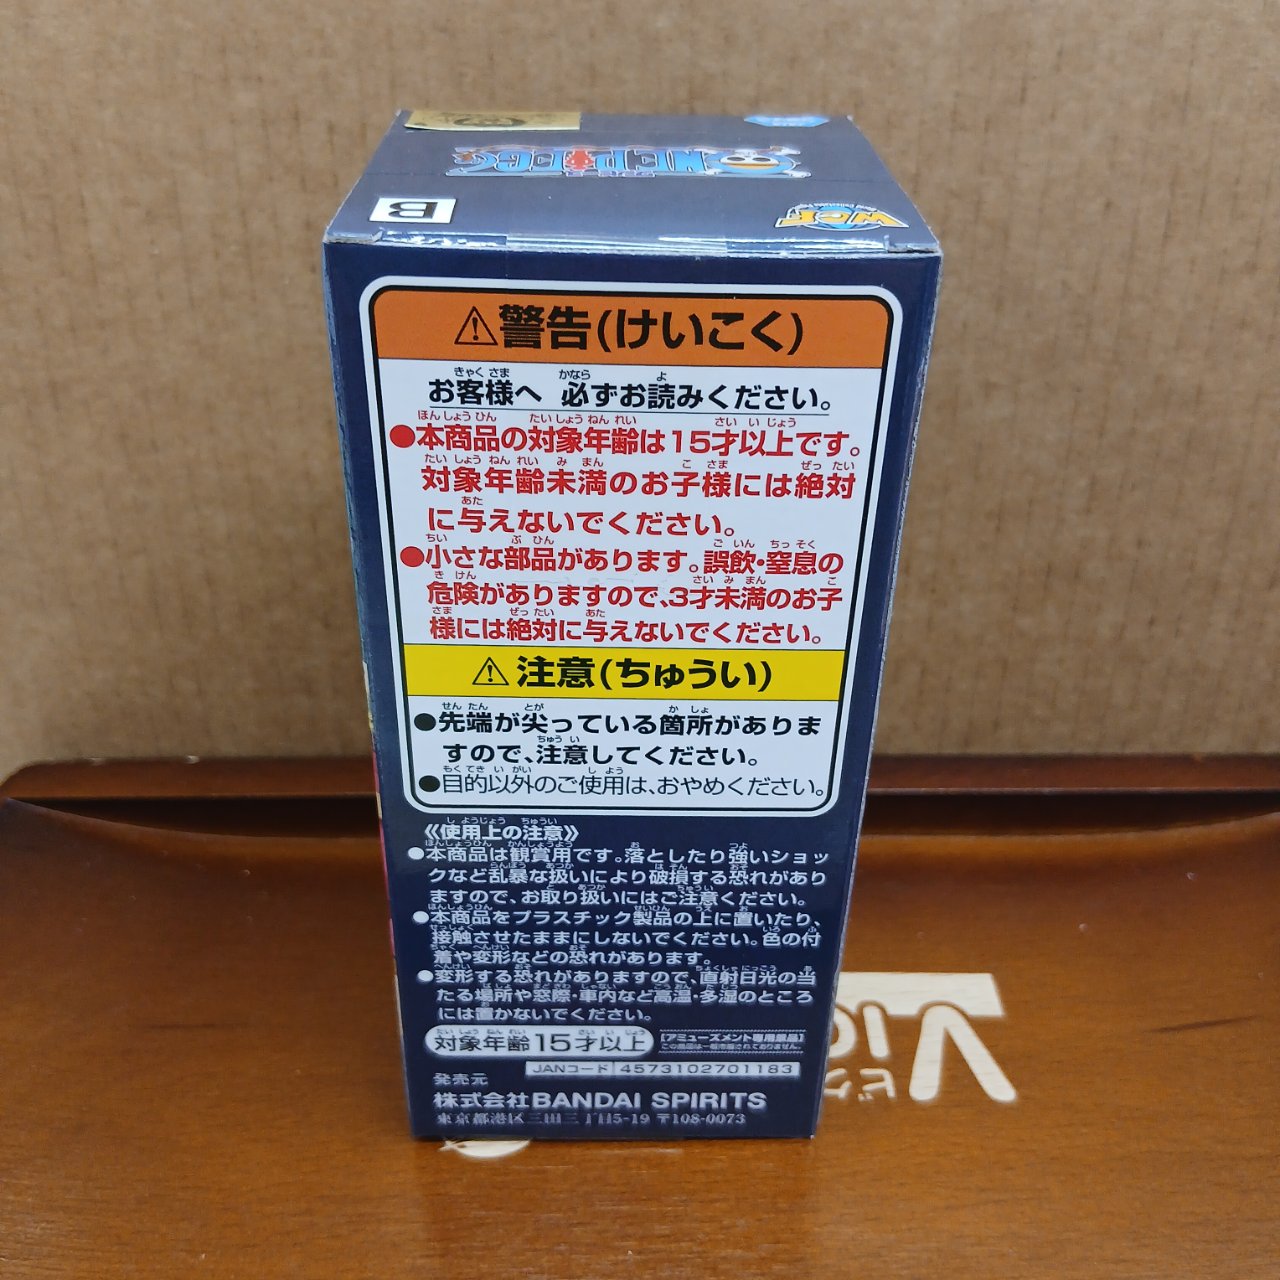 ONE PIECE
B
WCF
⚠警告(けいこく)
お客様へ 必ずお読みください。
●本商品の対象年齢は15才以上です。
対象年齢未満のお子様には絶対
に与えないでください。
●小さな部品があります。誤飲・窒息の
危険がありますので、3才未満のお子
様には絶対に与えないでください。
⚠注意(ちゅうい)
●先端が尖っている箇所がありま
すので、注意してください。
●目的以外のご使用は、おやめください。
《使用上の注意》
●本商品は観賞用です。落としたり強いショッ
クなど乱暴な扱いにより破損する恐れがあり
ますので、お取り扱いにはご注意ください。
●本商品をプラスチック製品の上に置いたり、
接触させたままにしないでください。色の付
着や変形などの恐れがあります。
●変形する恐れがありますので、直射日光の当
たる場所や窓際・車内など高温・多湿のところ
には置かないでください。
対象年齢15才以上
【アミューズメント専用景品】
この商品は一般市販されておりません。
JANコード 4573102701183
発売元
株式会社BANDAI SPIRITS
東京都港区三田三丁目5-19 〒108-0073